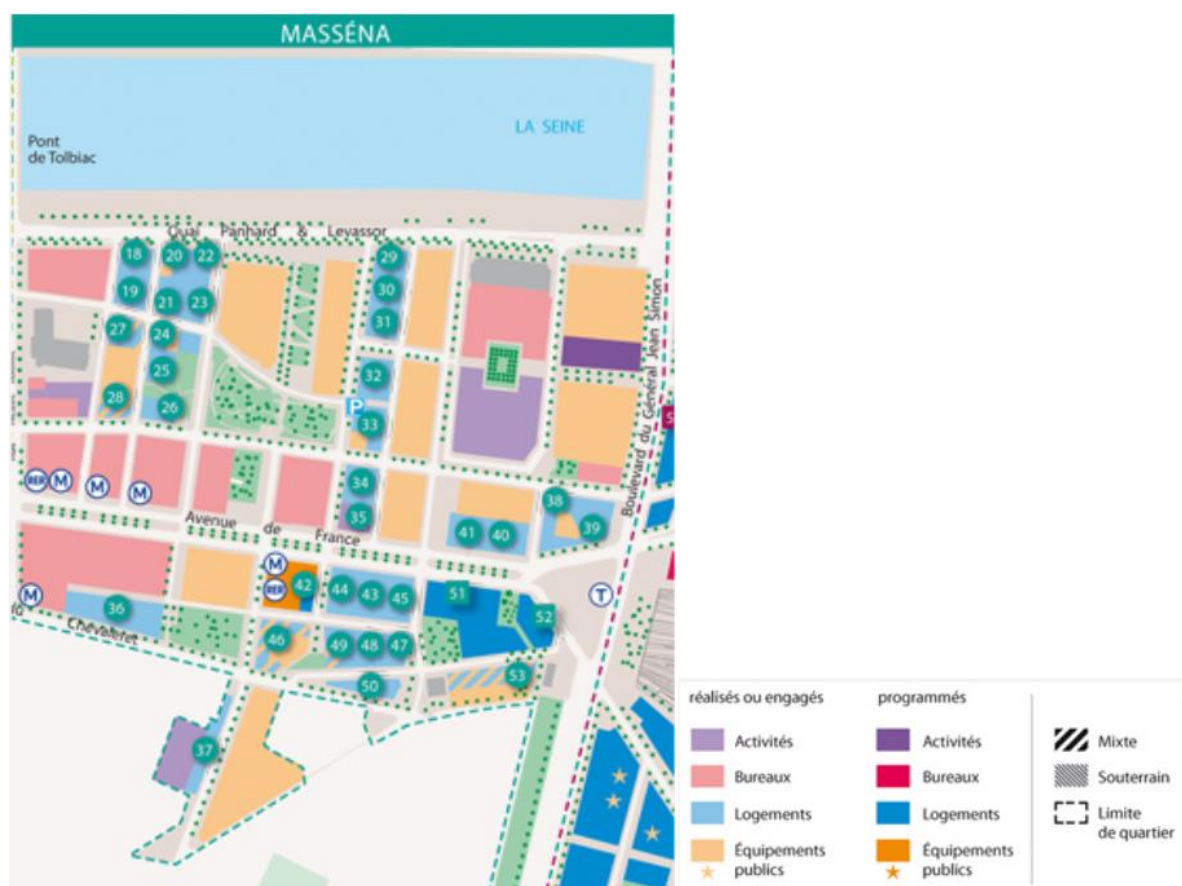 MASSÉNA
LA SEINE
Pont
de Tolbiac
Quai Panhard & Levassor
18
20
22
29
19
21
23
30
31
27
24
25
32
28
26
P
33
Boulevard du Général Jean Simon
RER
M
M
M
34
35
38
39
41
40
Avenue de France
M
RER
42
44
43
45
51
52
T
M
36
Chevaleret
46
49
48
47
50
53
37
réalisés ou engagés
Activités
Bureaux
Logements
Équipements
publics
programmés
Activités
Bureaux
Logements
Équipements
publics
Mixte
Souterrain
Limite
de quartier